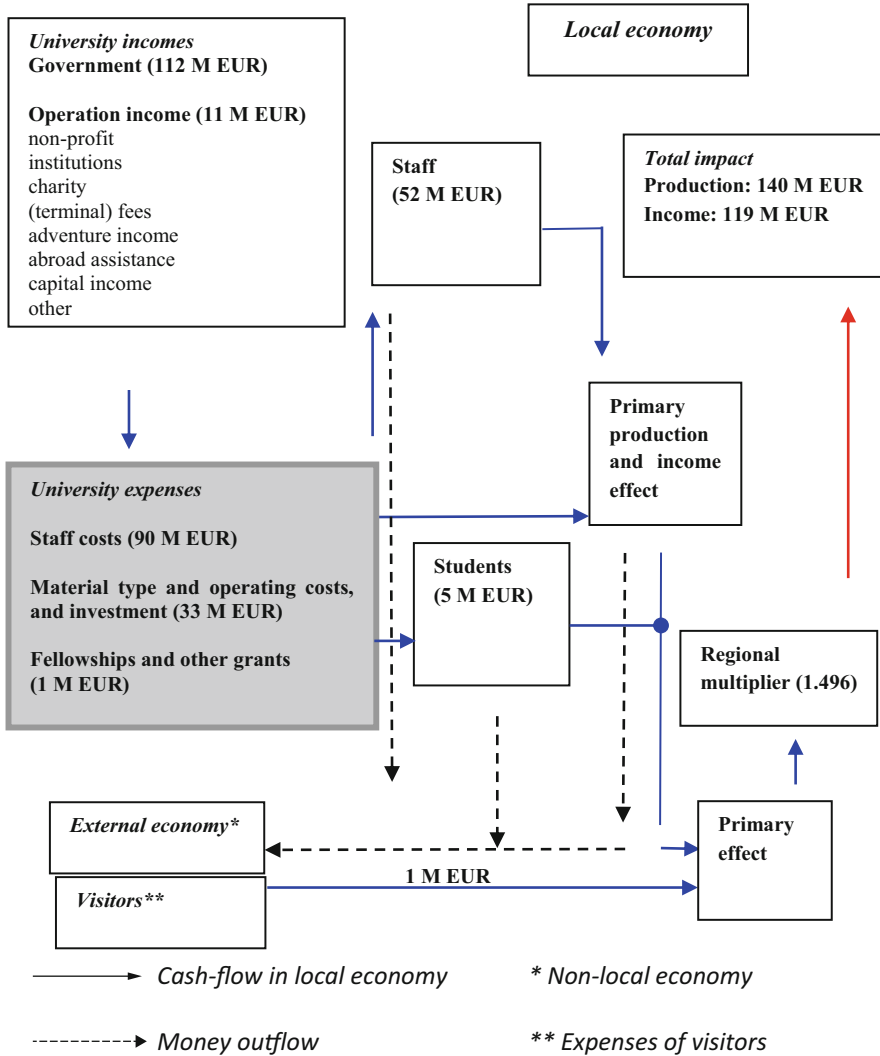 University incomes
Government (112 M EUR)
Operation income (11 M EUR)
non-profit
institutions
charity
(terminal) fees
adventure income
abroad assistance
capital income
other
Local economy
Staff
(52 M EUR)
Total impact
Production: 140 M EUR
Income: 119 M EUR
Primary
production
and income
effect
University expenses
Staff costs (90 M EUR)
Material type and operating costs,
and investment (33 M EUR)
Fellowships and other grants
(1 M EUR)
Students
(5 M EUR)
Regional
multiplier (1.496)
External economy*
Visitors**
1 M EUR
Primary
effect
Cash-flow in local economy
* Non-local economy
Money outflow
** Expenses of visitors